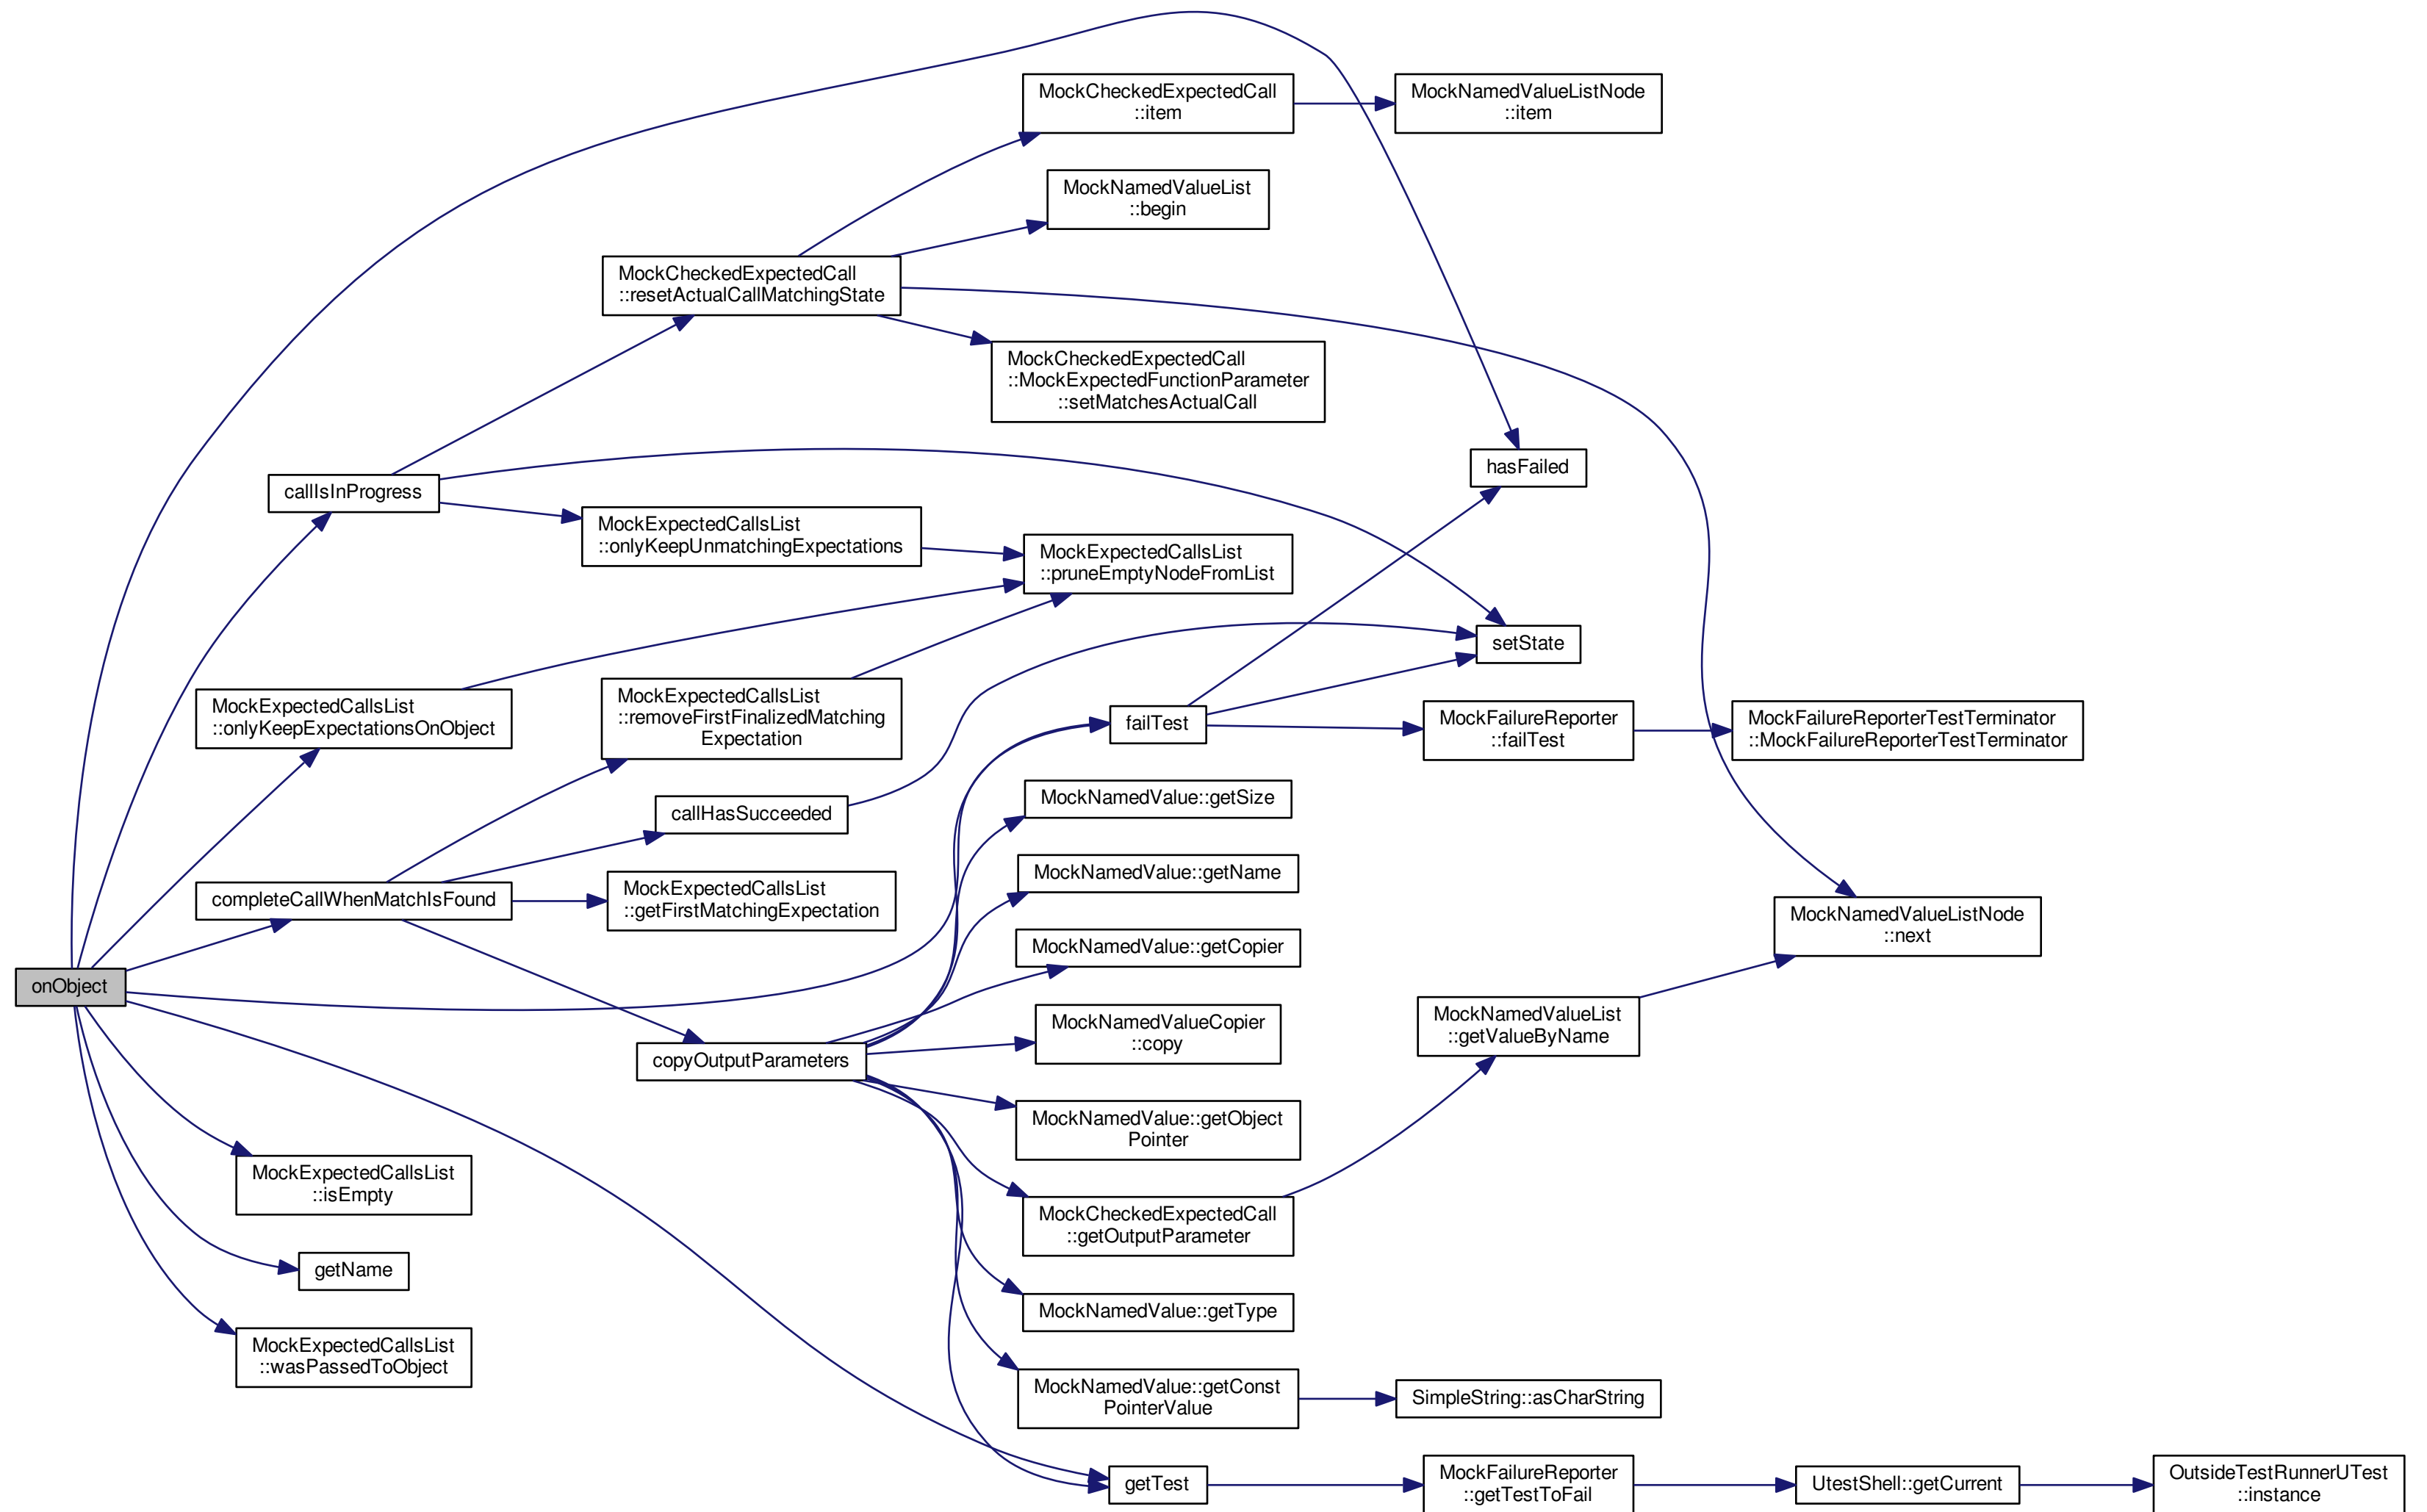 MockCheckedExpectedCall
::item
MockNamedValueListNode
::item
MockNamedValueList
::begin
MockCheckedExpectedCall
::resetActualCallMatchingState
MockCheckedExpectedCall
::MockExpectedFunctionParameter
::setMatchesActualCall
hasFailed
callIsInProgress
MockExpectedCallsList
::onlyKeepUnmatchingExpectations
MockExpectedCallsList
::pruneEmptyNodeFromList
setState
MockExpectedCallsList
::onlyKeepExpectationsOnObject
MockExpectedCallsList
::removeFirstFinalizedMatching
Expectation
failTest
MockFailureReporter
::failTest
MockFailureReporterTestTerminator
::MockFailureReporterTestTerminator
MockNamedValue::getSize
callHasSucceeded
MockNamedValue::getName
completeCallWhenMatchIsFound
MockExpectedCallsList
::getFirstMatchingExpectation
MockNamedValueListNode
::next
MockNamedValue::getCopier
onObject
MockNamedValueCopier
::copy
MockNamedValueList
::getValueByName
copyOutputParameters
MockNamedValue::getObject
Pointer
MockExpectedCallsList
::isEmpty
MockCheckedExpectedCall
::getOutputParameter
getName
MockNamedValue::getType
MockExpectedCallsList
::wasPassedToObject
MockNamedValue::getConst
PointerValue
SimpleString::asCharString
getTest
MockFailureReporter
::getTestToFail
UtestShell::getCurrent
OutsideTestRunnerUTest
::instance